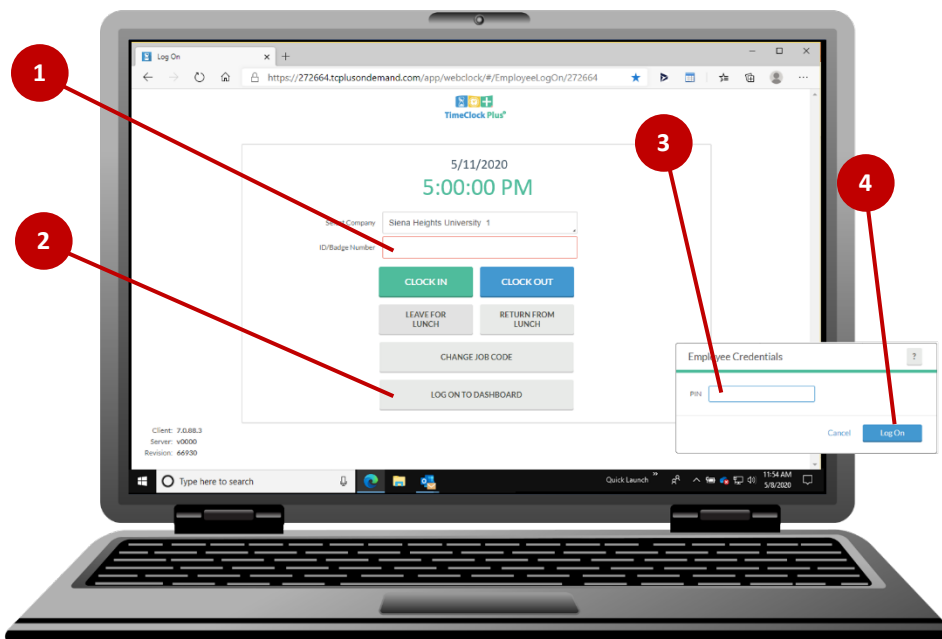 Log On
https://272664.tcplusondemand.com/app/webclock/#/EmployeeLogOn/272664
TimeClock Plus®
1
5/11/2020
5:00:00 PM
3
4
Select Company Siena Heights University 1
2
ID/Badge Number
CLOCK IN CLOCK OUT
LEAVE FOR LUNCH
RETURN FROM LUNCH
CHANGE JOB CODE
LOG ON TO DASHBOARD
Employee Credentials ?
PIN
Cancel Log On
Client: 7.0.68.3
Server: v0000
Revision: 66930
Type here to search
Quick Launch
11:54 AM
5/8/2020